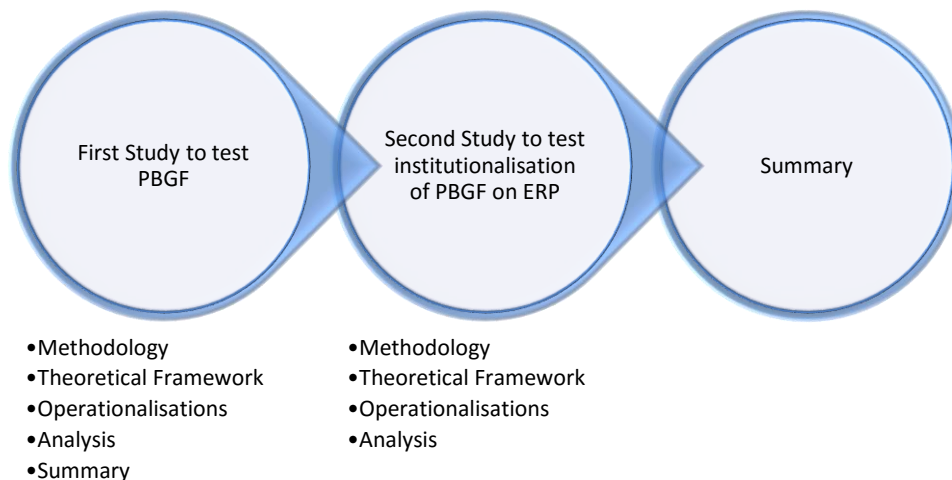 First Study to test
PBGF
•Methodology
•Theoretical Framework
•Operationalisations
•Analysis
•Summary
Second Study to test
institutionalisation
of PBGF on ERP
•Methodology
•Theoretical Framework
•Operationalisations
•Analysis
Summary